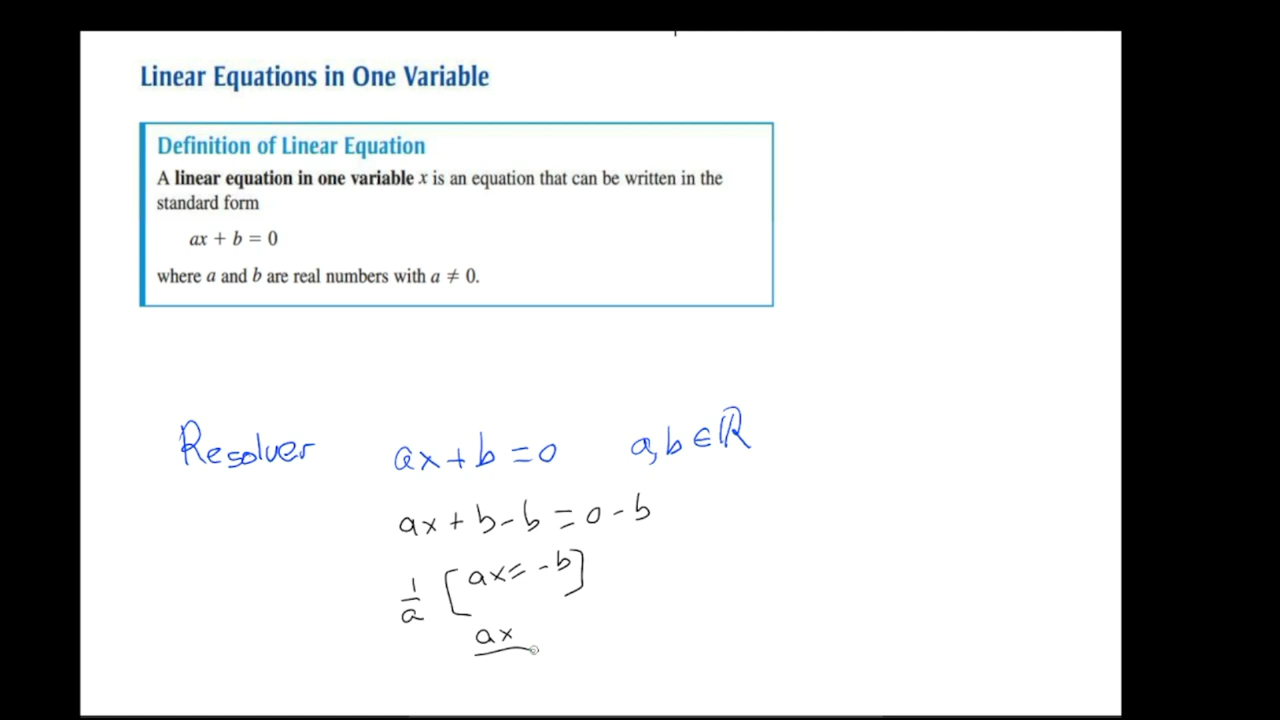 Linear Equations in One Variable
Definition of Linear Equation
A linear equation in one variable x is an equation that can be written in the
standard form
ax + b = 0
where a and b are real numbers with a ≠ 0.
Resolver ax + b = 0 a,b ∈ ℝ
ax + b - b = 0 - b
1/a [ax = -b]
ax